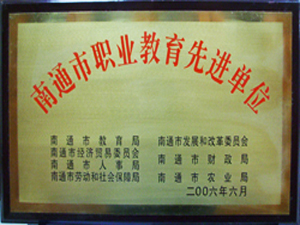 南通市职业教育先进单位
南通市教育局 南通市发展和改革委员会
南通市经济贸易委员会
南通市人事局 南通市财政局
南通市劳动和社会保障局 南通市农业局
二00六年六月